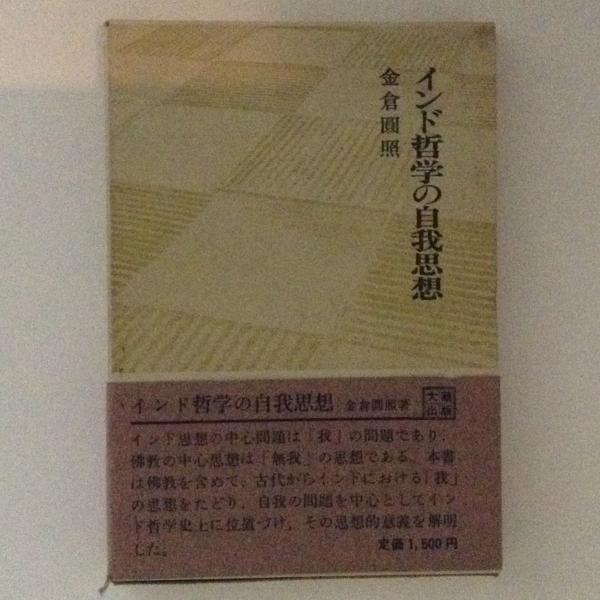 インド哲学の自我思想
金倉圓照
インド哲学の自我思想 金倉圓照著
大蔵
出版
インド思想の中心問題は「我」の問題であり,
佛教の中心思想は「無我」の思想である。本書
は佛教を含めて、古代からインドにおける「我」
の思想をたどり，自我の問題を中心としてイン
ド哲学史上に位置づけ，その思想的意義を解明
した。
定価1,500円